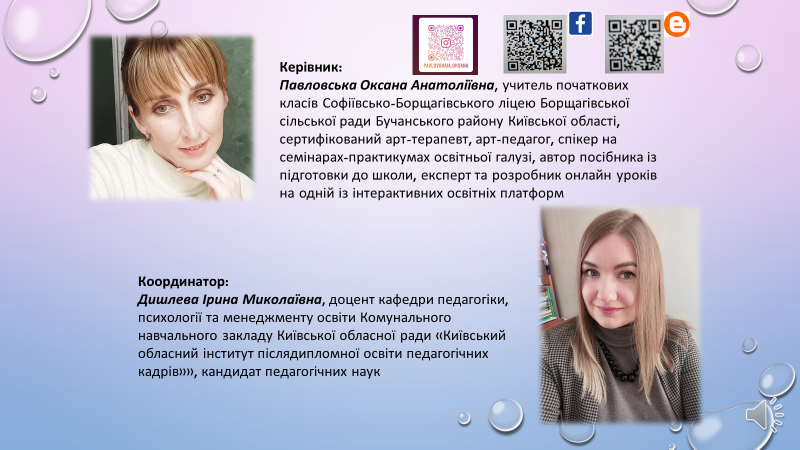 PAVLOVSKAIA.OKSANA
Керівник:
Павловська Оксана Анатоліївна, учитель початкових
класів Софіївсько-Борщагівського ліцею Борщагівської
сільської ради Бучанського району Київської області,
сертифікований арт-терапевт, арт-педагог, спікер на
семінарах-практикумах освітньої галузі, автор посібника із
підготовки до школи, експерт та розробник онлайн уроків
на одній із інтерактивних освітніх платформ
Координатор:
Дишлева Ірина Миколаївна, доцент кафедри педагогіки,
психології та менеджменту освіти Комунального
навчального закладу Київської обласної ради «Київський
обласний інститут післядипломної освіти педагогічних
кадрів»», кандидат педагогічних наук